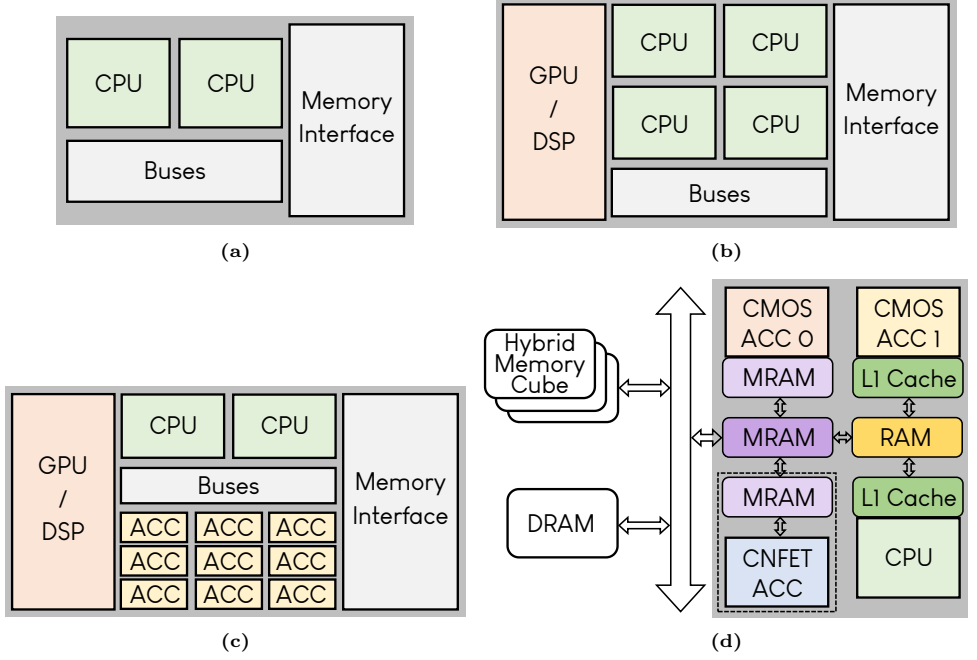 CPU
CPU
Memory
Interface
Buses
(a)
GPU
/
DSP
CPU
CPU
CPU
CPU
Buses
Memory
Interface
(b)
GPU
/
DSP
CPU
CPU
Buses
ACC
ACC
ACC
ACC
ACC
ACC
ACC
ACC
ACC
Memory
Interface
(c)
Hybrid
Memory
Cube
DRAM
CMOS
ACC 0
CMOS
ACC 1
MRAM
L1 Cache
MRAM
RAM
MRAM
L1 Cache
CNFET
ACC
CPU
(d)